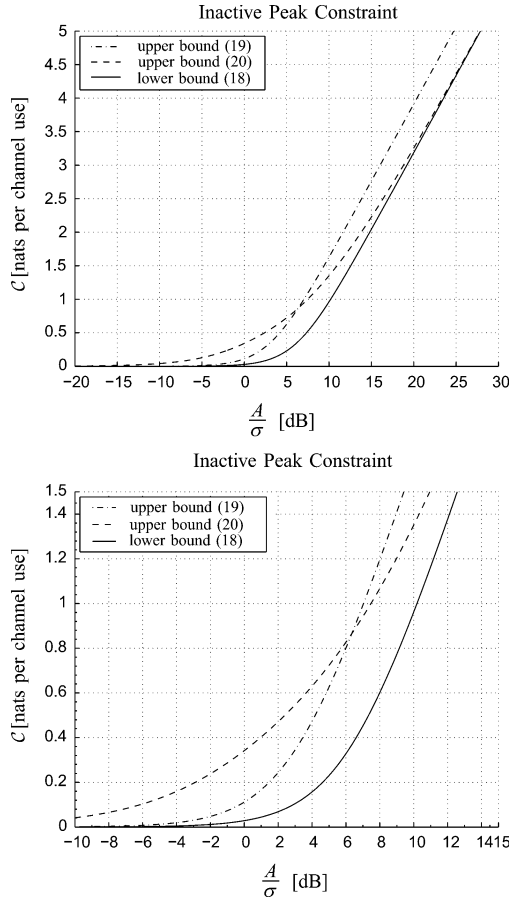 Inactive Peak Constraint
upper bound (19)
upper bound (20)
lower bound (18)
C [nats per channel use]
5
4.5
4
3.5
3
2.5
2
1.5
1
0.5
0
−20 −15 −10 −5 0 5 10 15 20 25 30
A/σ [dB]
Inactive Peak Constraint
upper bound (19)
upper bound (20)
lower bound (18)
C [nats per channel use]
1.5
1.4
1.2
1
0.8
0.6
0.4
0.2
0
−10 −8 −6 −4 −2 0 2 4 6 8 10 12 14 15
A/σ [dB]